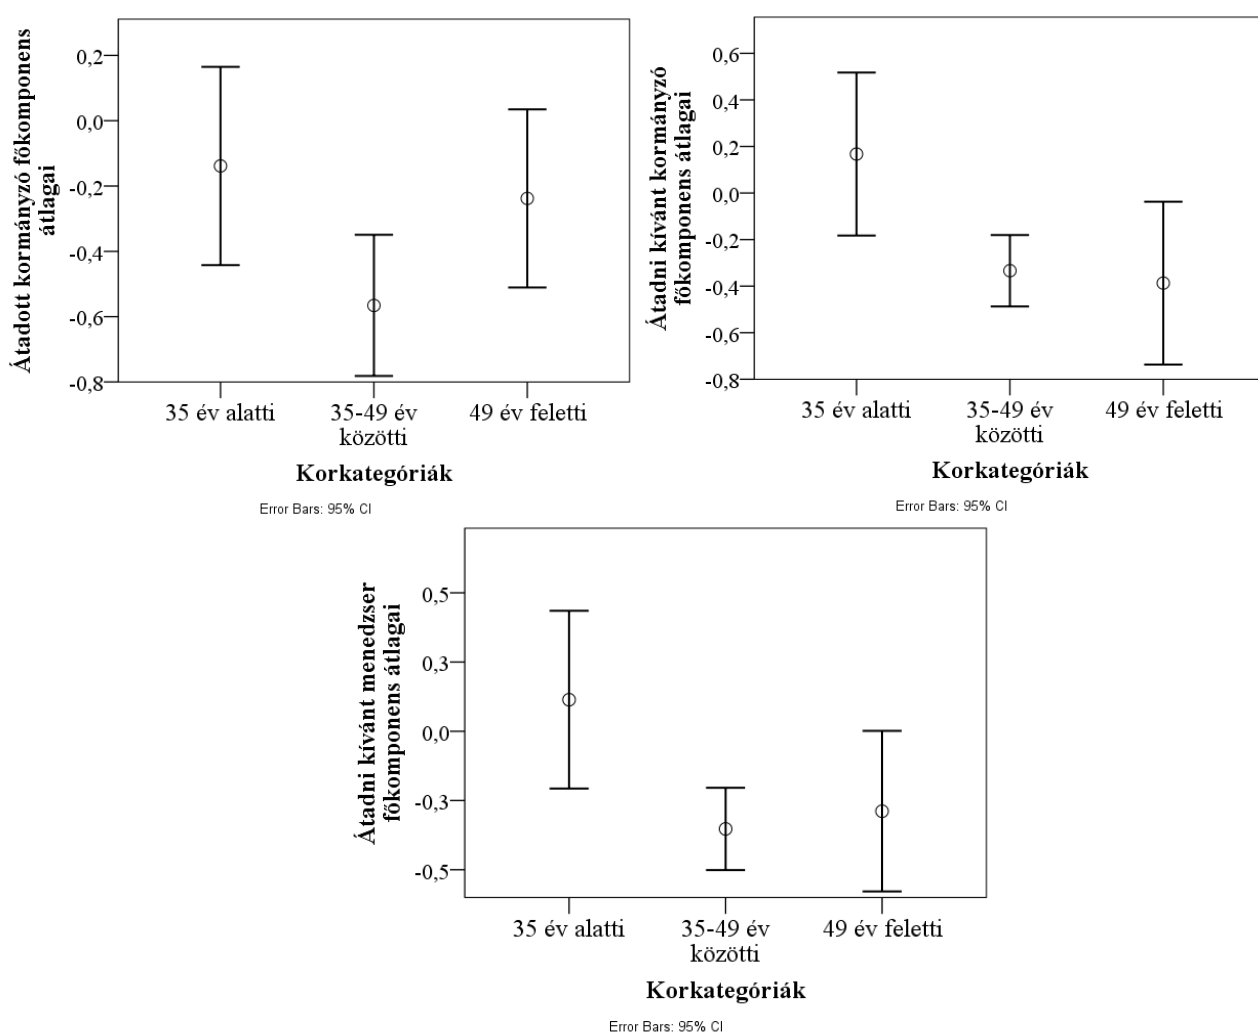 Átadott kormányzó főkomponens
átlagai
0,2
0,0
-0,2
-0,4
-0,6
-0,8
35 év alatti
35-49 év
közötti
49 év feletti
Korkategóriák
Error Bars: 95% CI
Átadni kívánt kormányzó
főkomponens átlagai
0,6
0,4
0,2
0,0
-0,2
-0,4
-0,6
-0,8
35 év alatti
35-49 év
közötti
49 év feletti
Korkategóriák
Error Bars: 95% CI
Átadni kívánt menedzser
főkomponens átlagai
0,5
0,3
0,0
-0,3
-0,5
35 év alatti
35-49 év
közötti
49 év feletti
Korkategóriák
Error Bars: 95% CI